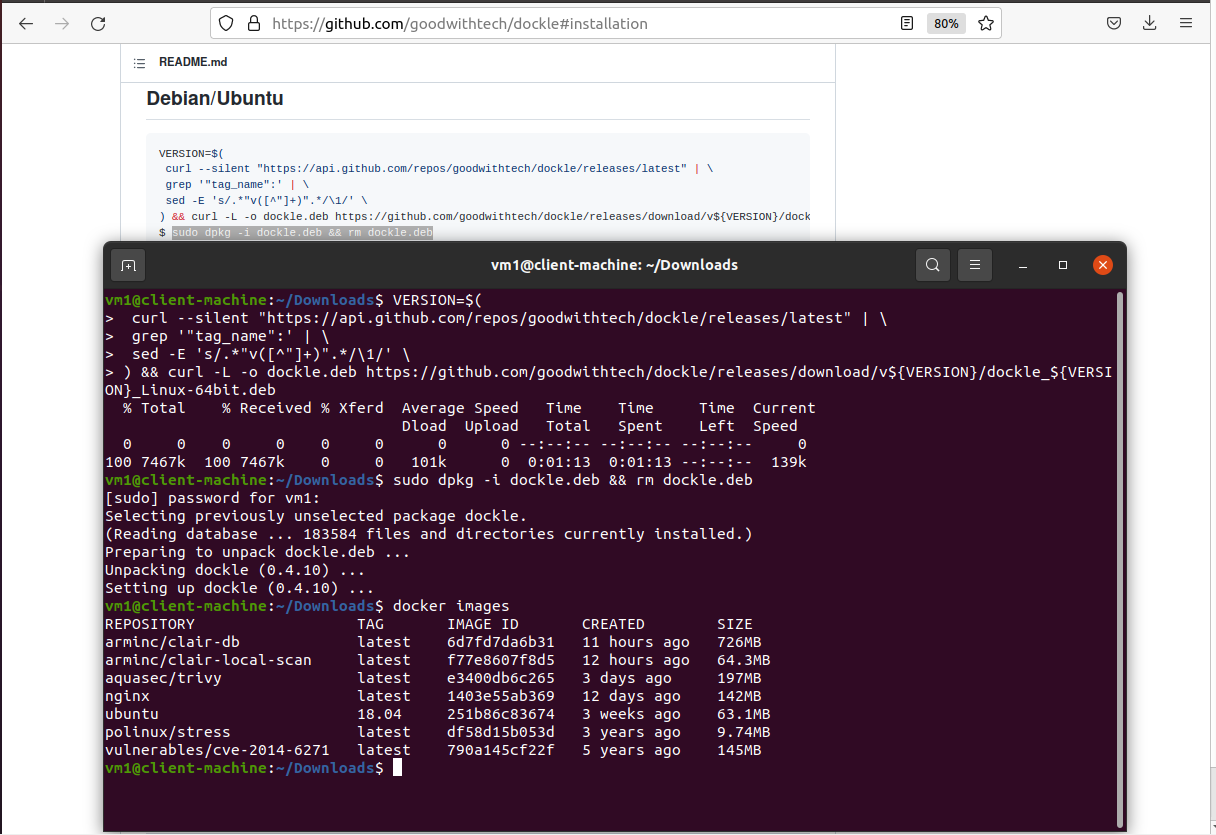 https://github.com/goodwithtech/dockle#installation
80%
README.md
Debian/Ubuntu
VERSION=$(
 curl --silent "https://api.github.com/repos/goodwithtech/dockle/releases/latest" | \
 grep '"tag_name":' | \
 sed -E 's/.*"v([^"]+)".*/\1/' \
) && curl -L -o dockle.deb https://github.com/goodwithtech/dockle/releases/download/v${VERSION}/dock
$ sudo dpkg -i dockle.deb && rm dockle.deb
vm1@client-machine: ~/Downloads
vm1@client-machine:~/Downloads$ VERSION=$(
>  curl --silent "https://api.github.com/repos/goodwithtech/dockle/releases/latest" | \
>  grep '"tag_name":' | \
>  sed -E 's/.*"v([^"]+)".*/\1/' \
> ) && curl -L -o dockle.deb https://github.com/goodwithtech/dockle/releases/download/v${VERSION}/dockle_${VERSI
ON}_Linux-64bit.deb
  % Total    % Received % Xferd  Average Speed   Time    Time     Time  Current
                                 Dload  Upload   Total   Spent    Left  Speed
  0     0    0     0    0     0      0      0 --:--:-- --:--:-- --:--:--     0
100 7467k  100 7467k    0     0   101k      0  0:01:13  0:01:13 --:--:--  139k
vm1@client-machine:~/Downloads$ sudo dpkg -i dockle.deb && rm dockle.deb
[sudo] password for vm1:
Selecting previously unselected package dockle.
(Reading database ... 183584 files and directories currently installed.)
Preparing to unpack dockle.deb ...
Unpacking dockle (0.4.10) ...
Setting up dockle (0.4.10) ...
vm1@client-machine:~/Downloads$ docker images
REPOSITORY                  TAG       IMAGE ID       CREATED        SIZE
arminc/clair-db             latest    6d7fd7da6b31   11 hours ago   726MB
arminc/clair-local-scan     latest    f77e8607f8d5   12 hours ago   64.3MB
aquasec/trivy               latest    e3400db6c265   3 days ago     197MB
nginx                       latest    1403e55ab369   12 days ago    142MB
ubuntu                      18.04     251b86c83674   3 weeks ago    63.1MB
polinux/stress              latest    df58d15b053d   3 years ago    9.74MB
vulnerables/cve-2014-6271   latest    790a145cf22f   5 years ago    145MB
vm1@client-machine:~/Downloads$